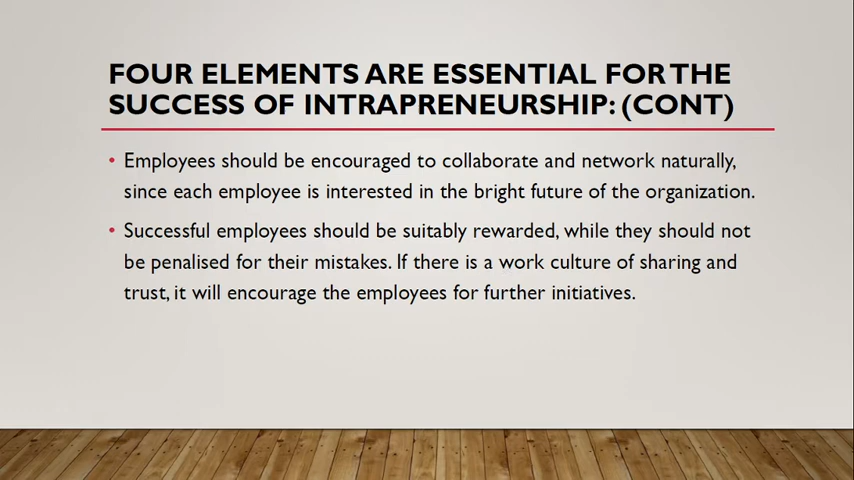 FOUR ELEMENTS ARE ESSENTIAL FOR THE
SUCCESS OF INTRAPRENEURSHIP: (CONT)
• Employees should be encouraged to collaborate and network naturally,
since each employee is interested in the bright future of the organization.
• Successful employees should be suitably rewarded, while they should not
be penalised for their mistakes. If there is a work culture of sharing and
trust, it will encourage the employees for further initiatives.